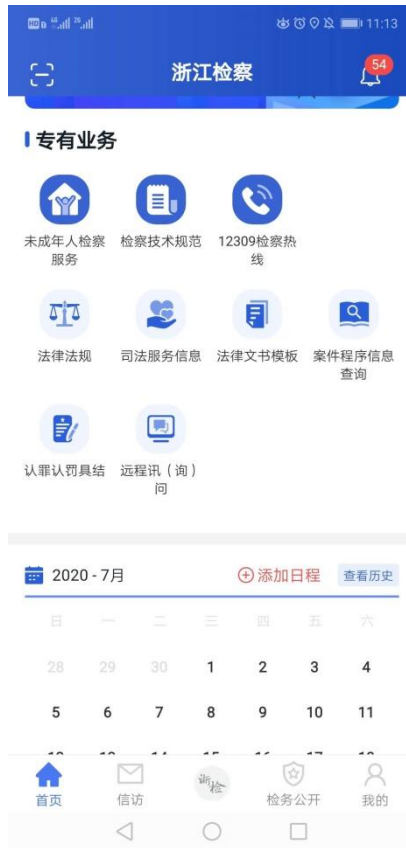 HD 4G 2G 11:13
浙江检察
54
专有业务
未成年人检察
服务
检察技术规范
12309检察热
线
法律法规
司法服务信息
法律文书模板
案件程序信息
查询
认罪认罚具结
远程讯（询）
问
2020 - 7月
添加日程
查看历史
日 一 二 三 四 五 六
28 29 30 1 2 3 4
5 6 7 8 9 10 11
首页
信访
浙检
检务公开
我的